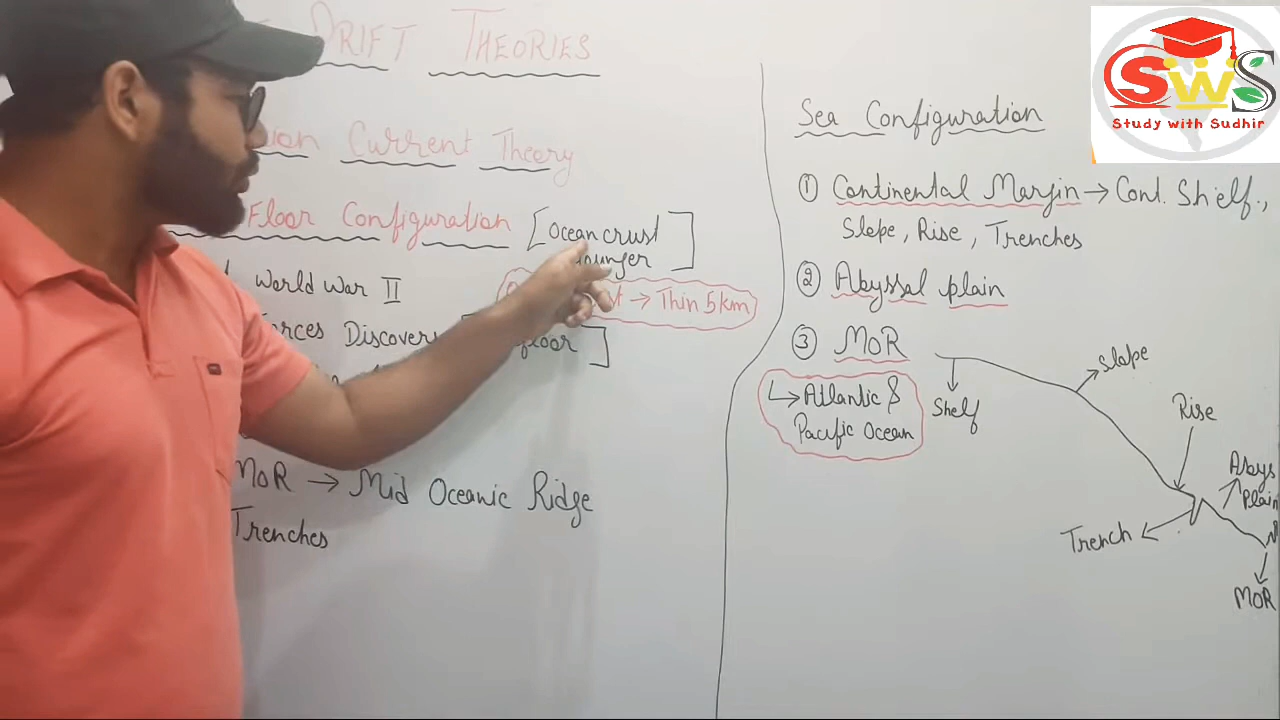 DRIFT THEORIES
Current Theory
Floor Configuration [Ocean crust
younger]
World War II
→ Thin 5km
forces Discovery
floor]
MOR → Mid Oceanic Ridge
Trenches
Sea Configuration
① Continental Margin → Cont. Shelf.,
Slope, Rise, Trenches
② Abyssal plain
③ MOR
↳ Atlantic &
Pacific Ocean
Shelf
Slope
Rise
Trench
Abyss
Plain
MOR
SWS
Study with Sudhir